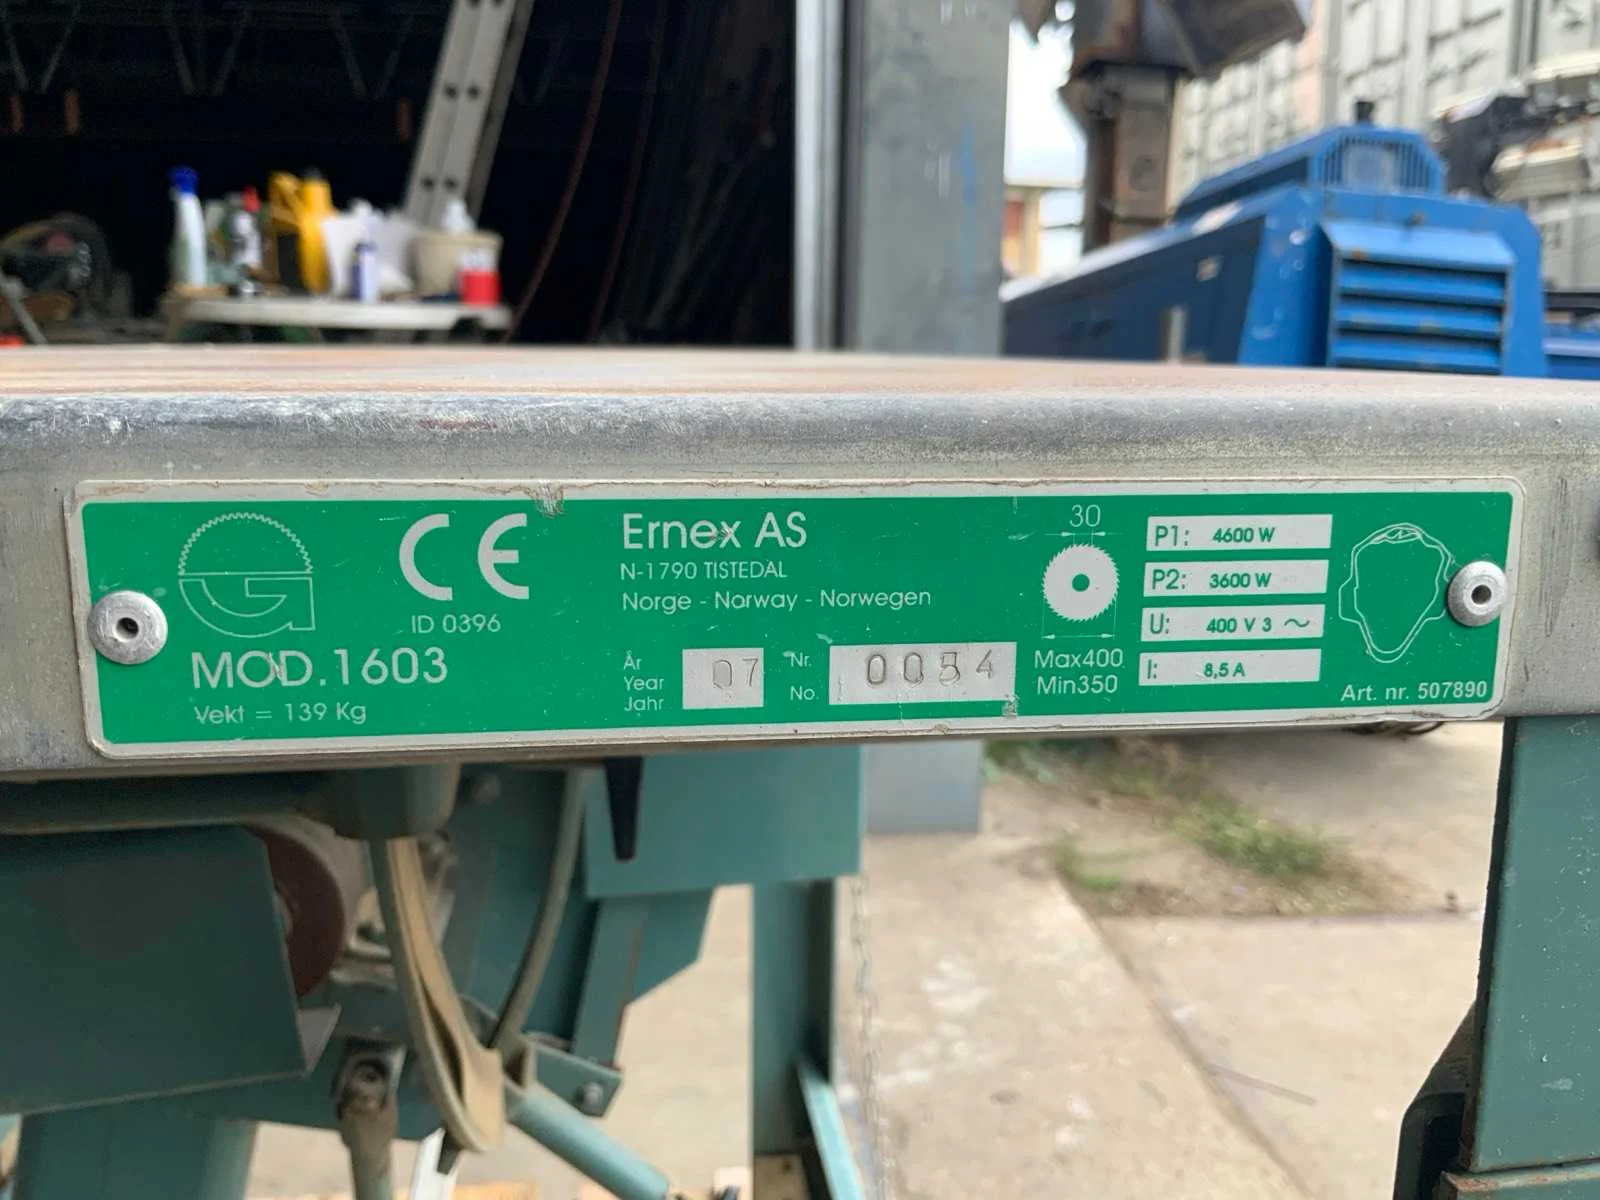 CE
ID 0396
MOD.1603
Vekt = 139 Kg
Ernex AS
N-1790 TISTEDAL
Norge - Norway - Norwegen
År
Year
Jahr
07
Nr.
No.
0054
30
Max400
Min350
P1: 4600 W
P2: 3600 W
U: 400 V 3 ~
I: 8,5 A
Art. nr. 507890